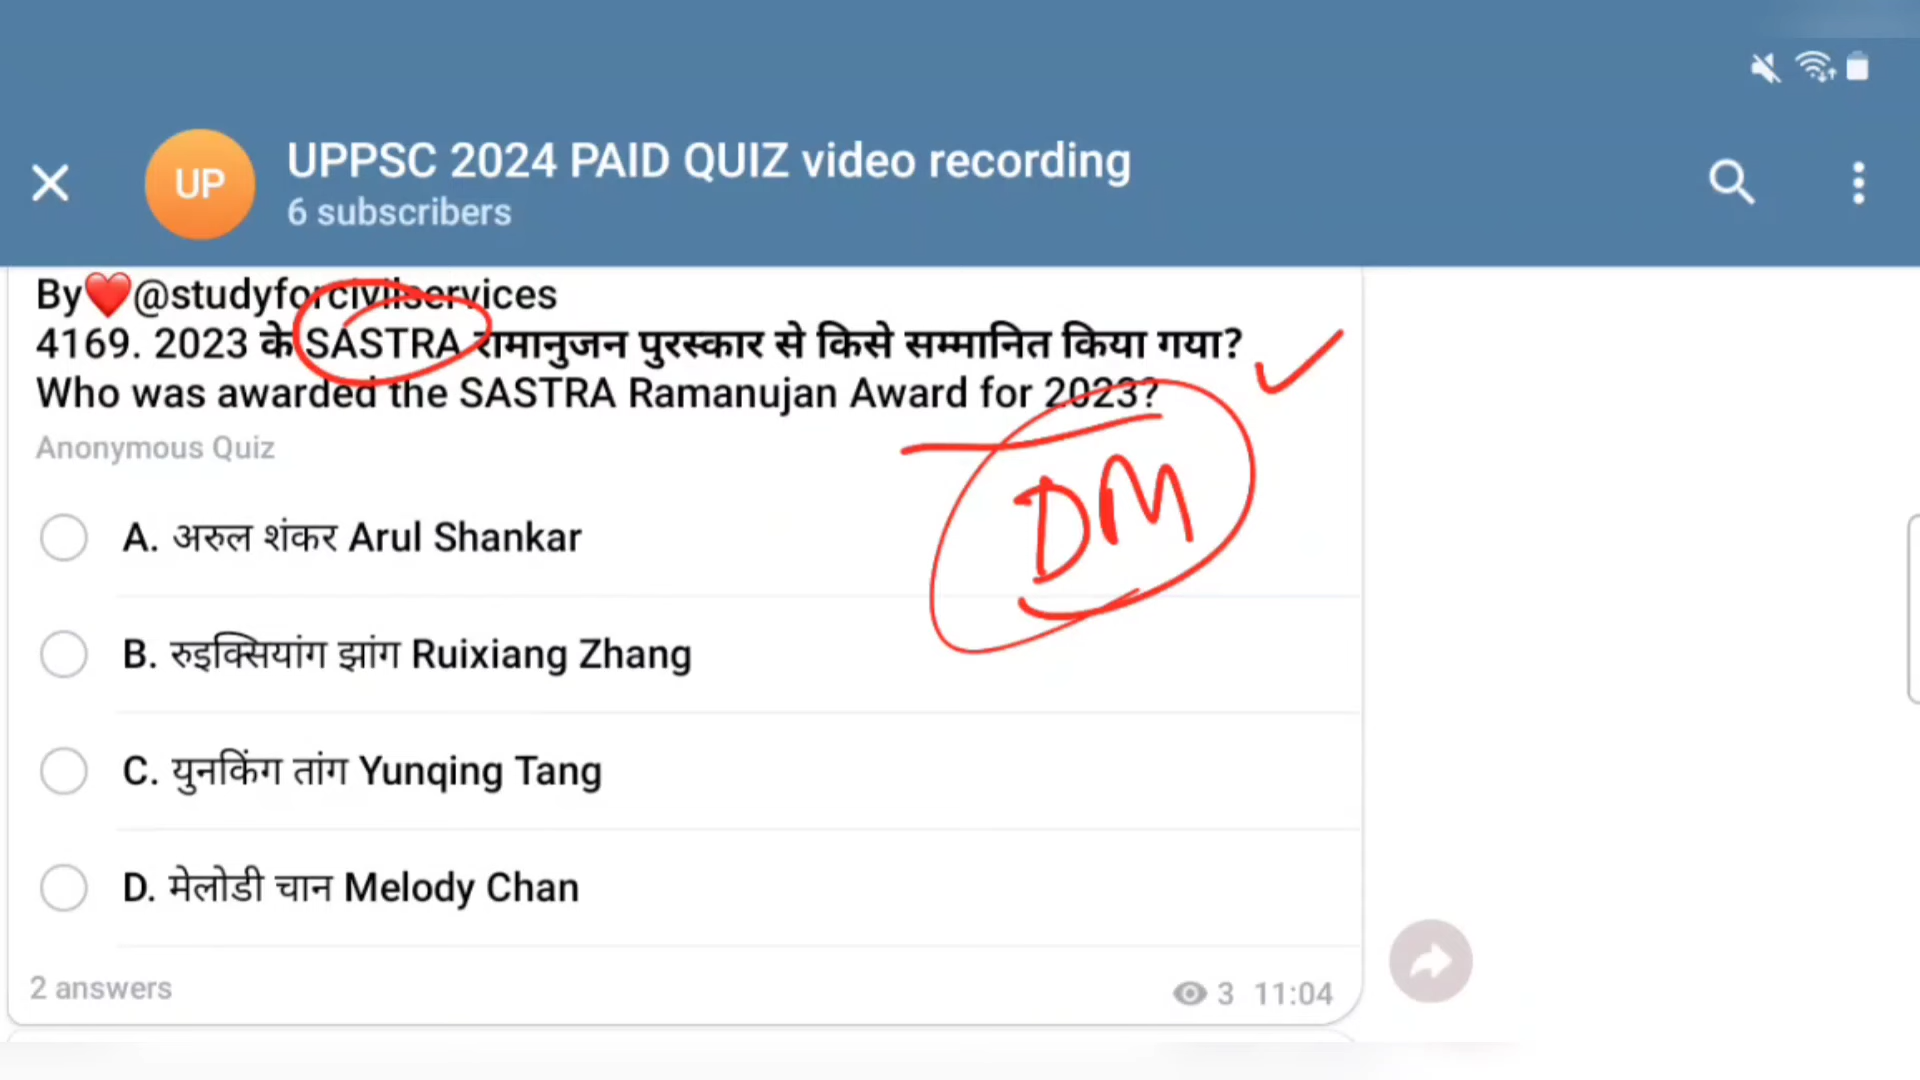 UP
UPPSC 2024 PAID QUIZ video recording
6 subscribers
By❤️@studyforcivilservices
4169. 2023 के SASTRA रामानुजन पुरस्कार से किसे सम्मानित किया गया?
Who was awarded the SASTRA Ramanujan Award for 2023?
Anonymous Quiz
DM
A. अरुल शंकर Arul Shankar
B. रुइक्सियांग झांग Ruixiang Zhang
C. युनकिंग तांग Yunqing Tang
D. मेलोडी चान Melody Chan
2 answers
3 11:04